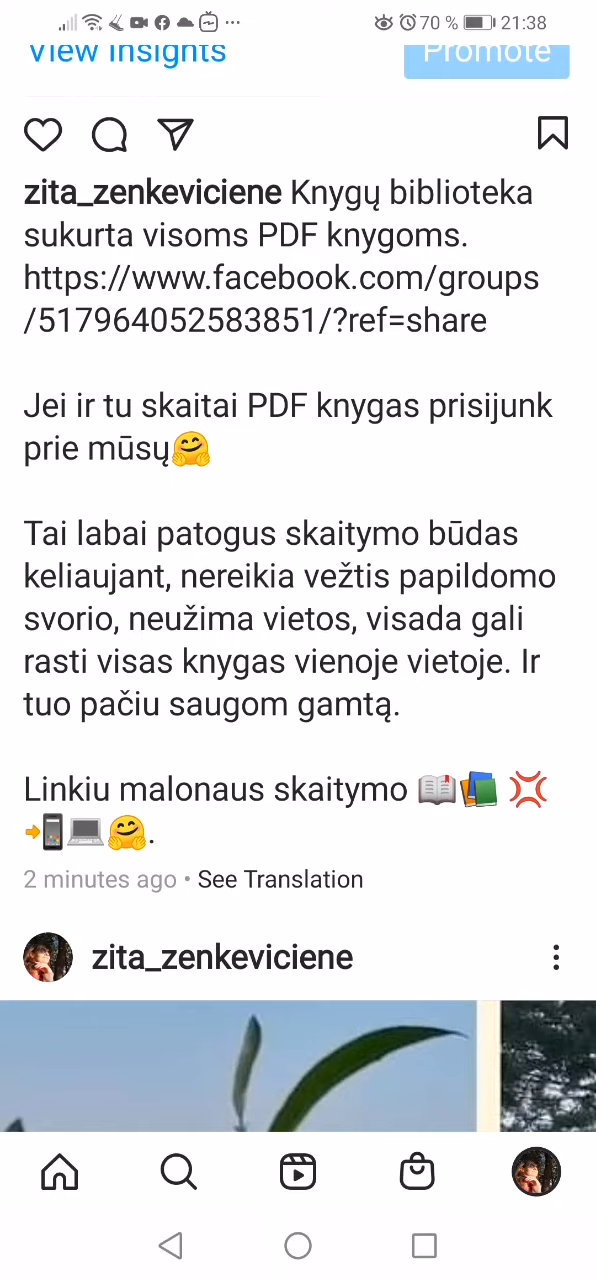 70 % 21:38
View Insights
Promote
zita_zenkeviciene Knygų biblioteka
sukurta visoms PDF knygoms.
https://www.facebook.com/groups
/517964052583851/?ref=share
Jei ir tu skaitai PDF knygas prisijunk
prie mūsų🤗
Tai labai patogus skaitymo būdas
keliaujant, nereikia vežtis papildomo
svorio, neužima vietos, visada gali
rasti visas knygas vienoje vietoje. Ir
tuo pačiu saugom gamtą.
Linkiu malonaus skaitymo 📖📚 💢
📲💻🤗.
2 minutes ago • See Translation
zita_zenkeviciene